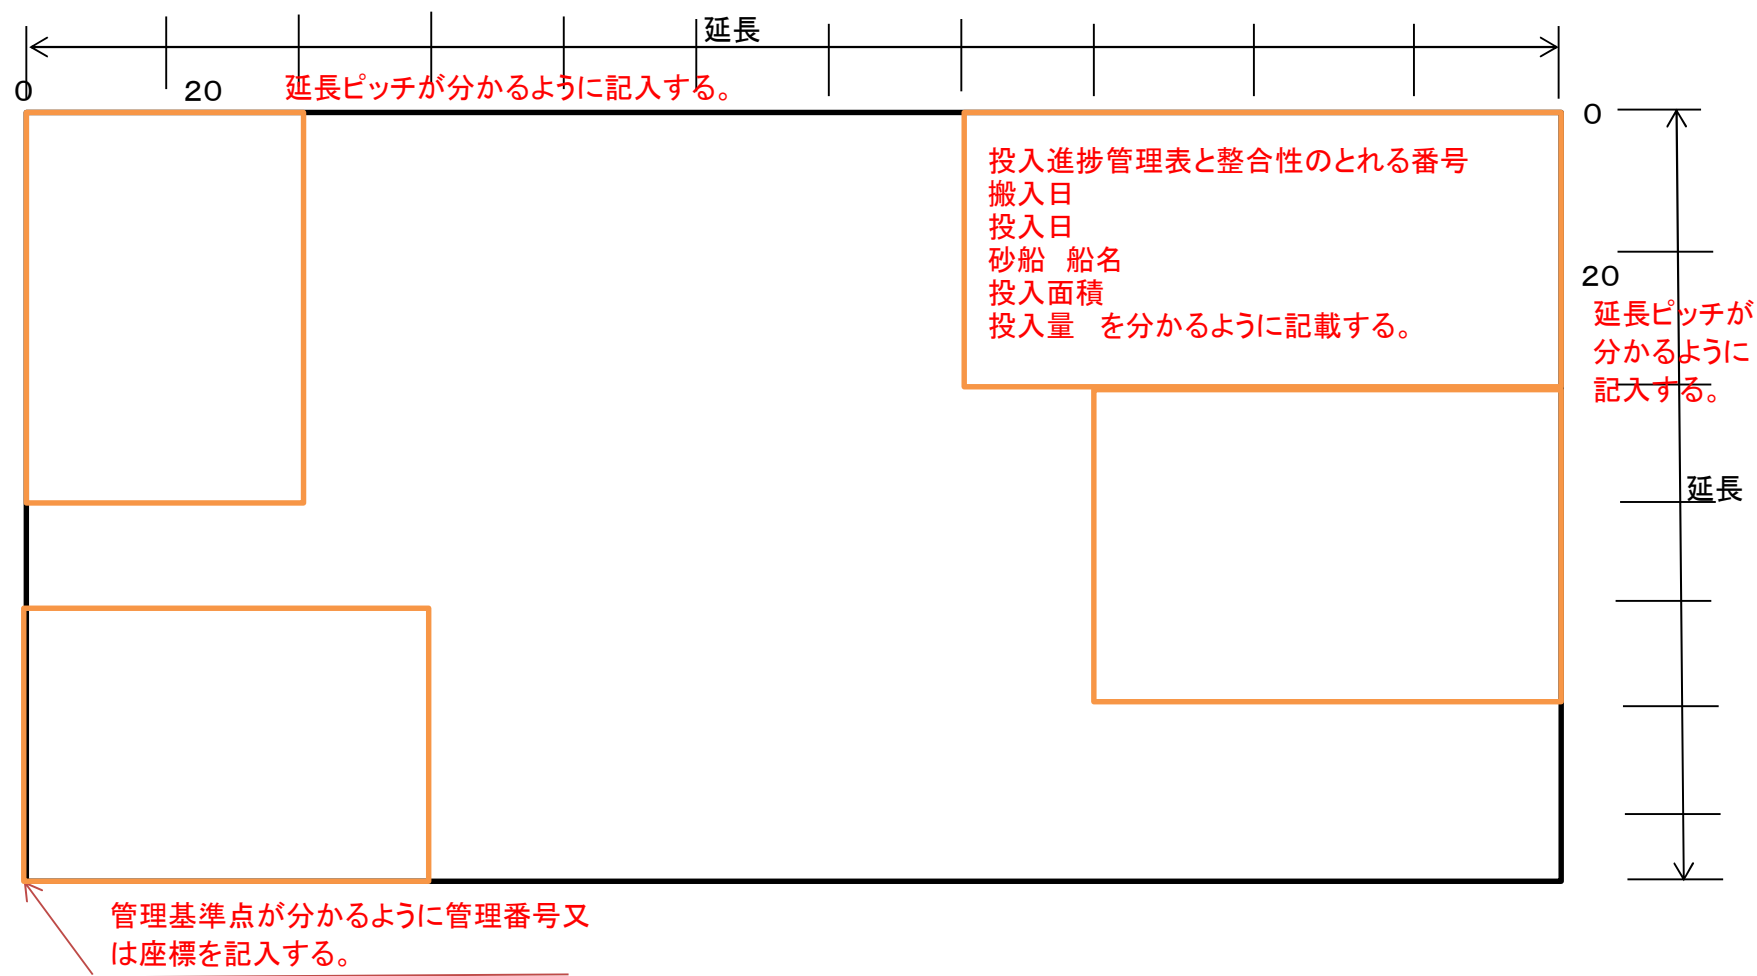 延長
0
20
延長ピッチが分かるように記入する。
0
投入進捗管理表と整合性のとれる番号
搬入日
投入日
砂船　船名
投入面積
投入量　を分かるように記載する。
20
延長ピッチが
分かるように
記入する。
延長
管理基準点が分かるように管理番号又
は座標を記入する。